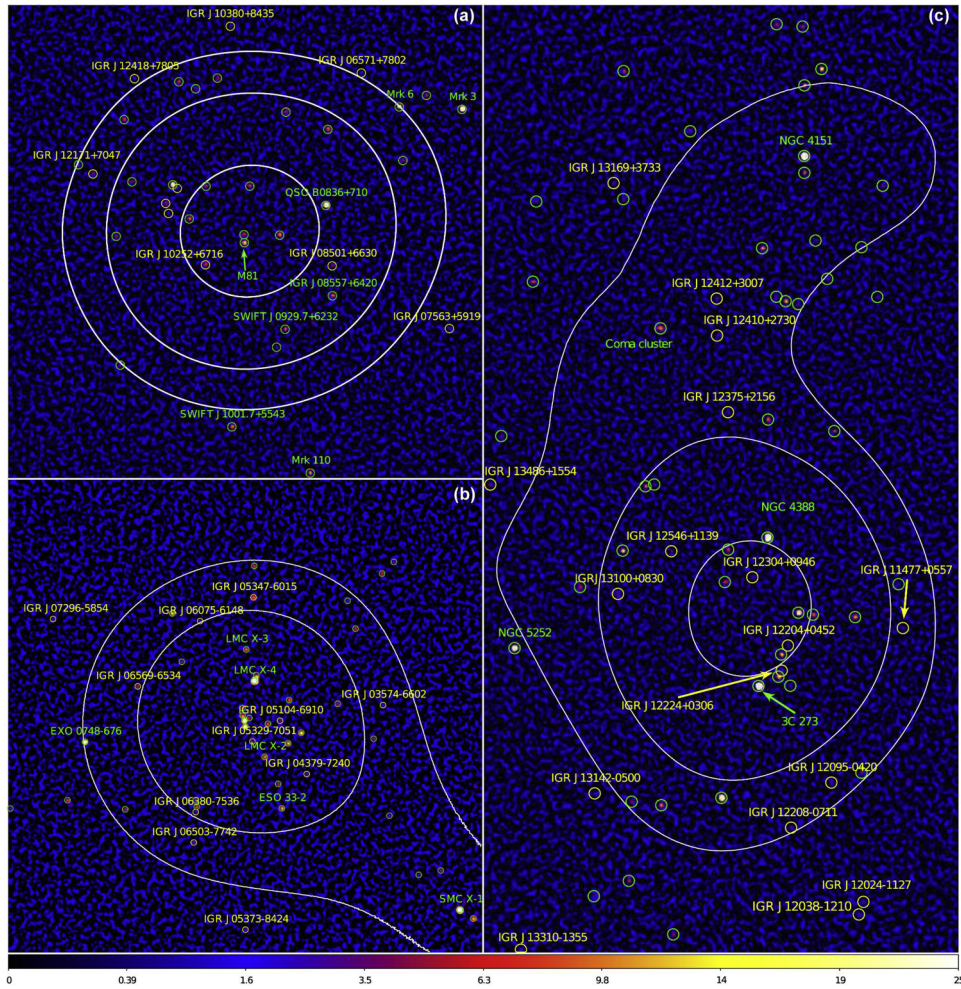 (a)
IGR J 10380+8435
IGR J 12418+7805
IGR J 06571+7802
Mrk 6
Mrk 3
IGR J 12171+7047
QSO B0836+710
IGR J 10252+6716
IGR J 08501+6630
M81
IGR J 08557+6420
SWIFT J 0929.7+6232
IGR J 07563+5919
SWIFT J 1001.7+5543
Mrk 110
(b)
IGR J 05347-6015
IGR J 07296-5854
IGR J 06075-6148
LMC X-3
LMC X-4
IGR J 06569-6534
IGR J 03574-6602
IGR J 05104-6910
EXO 0748-676
IGR J 05329-7051
LMC X-2
IGR J 04379-7240
ESO 33-2
IGR J 06380-7536
IGR J 06503-7742
SMC X-1
IGR J 05373-8424
(c)
NGC 4151
IGR J 13169+3733
IGR J 12412+3007
IGR J 12410+2730
Coma cluster
IGR J 12375+2156
IGR J 13486+1554
NGC 4388
IGR J 12546+1139
IGR J 12304+0946
IGR J 11477+0557
IGR J 13100+0830
NGC 5252
IGR J 12204+0452
IGR J 12224+0306
3C 273
IGR J 12095-0420
IGR J 13142-0500
IGR J 12208-0711
IGR J 12024-1127
IGR J 12038-1210
IGR J 13310-1355
0 0.39 1.6 3.5 6.3 9.8 14 19 25